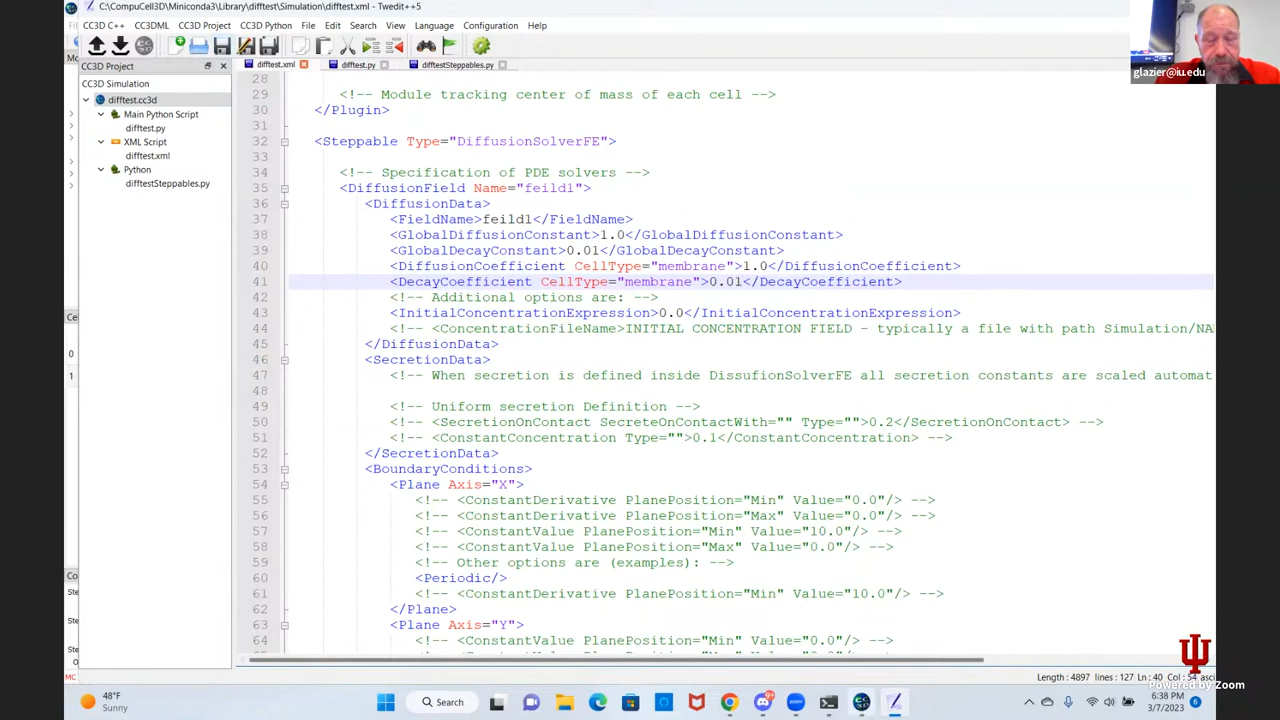 C:\CompuCell3D\Miniconda3\Library\difftest\Simulation\difftest.xml - Twedit++5
CC3D C++ CC3DML CC3D Project CC3D Python File Edit Search View Language Configuration Help
CC3D Project
difftest.xml difftest.py difftestSteppables.py
glazier@iu.edu
CC3D Simulation
difftest.cc3d
Main Python Script
difftest.py
XML Script
difftest.xml
Python
difftestSteppables.py
28
29 <!-- Module tracking center of mass of each cell -->
30 </Plugin>
31
32 <Steppable Type="DiffusionSolverFE">
33
34 <!-- Specification of PDE solvers -->
35 <DiffusionField Name="feild1">
36 <DiffusionData>
37 <FieldName>feild1</FieldName>
38 <GlobalDiffusionConstant>1.0</GlobalDiffusionConstant>
39 <GlobalDecayConstant>0.01</GlobalDecayConstant>
40 <DiffusionCoefficient CellType="membrane">1.0</DiffusionCoefficient>
41 <DecayCoefficient CellType="membrane">0.01</DecayCoefficient>
42 <!-- Additional options are: -->
43 <InitialConcentrationExpression>0.0</InitialConcentrationExpression>
44 <!-- <ConcentrationFileName>INITIAL CONCENTRATION FIELD - typically a file with path Simulation/NA
45 </DiffusionData>
46 <SecretionData>
47 <!-- When secretion is defined inside DissufionSolverFE all secretion constants are scaled automat
48
49 <!-- Uniform secretion Definition -->
50 <!-- <SecretionOnContact SecreteOnContactWith="" Type="">0.2</SecretionOnContact> -->
51 <!-- <ConstantConcentration Type="">0.1</ConstantConcentration> -->
52 </SecretionData>
53 <BoundaryConditions>
54 <Plane Axis="X">
55 <!-- <ConstantDerivative PlanePosition="Min" Value="0.0"/> -->
56 <!-- <ConstantDerivative PlanePosition="Max" Value="0.0"/> -->
57 <!-- <ConstantValue PlanePosition="Min" Value="10.0"/> -->
58 <!-- <ConstantValue PlanePosition="Max" Value="0.0"/> -->
59 <!-- Other options are (examples): -->
60 <Periodic/>
61 <!-- <ConstantDerivative PlanePosition="Min" Value="10.0"/> -->
62 </Plane>
63 <Plane Axis="Y">
64 <!-- <ConstantValue PlanePosition="Min" Value="0.0"/> -->
Length : 4897 lines : 127 Ln : 40 Col : 54 asci
Powered by Zoom
48°F
Sunny
Search
6:38 PM
3/7/2023